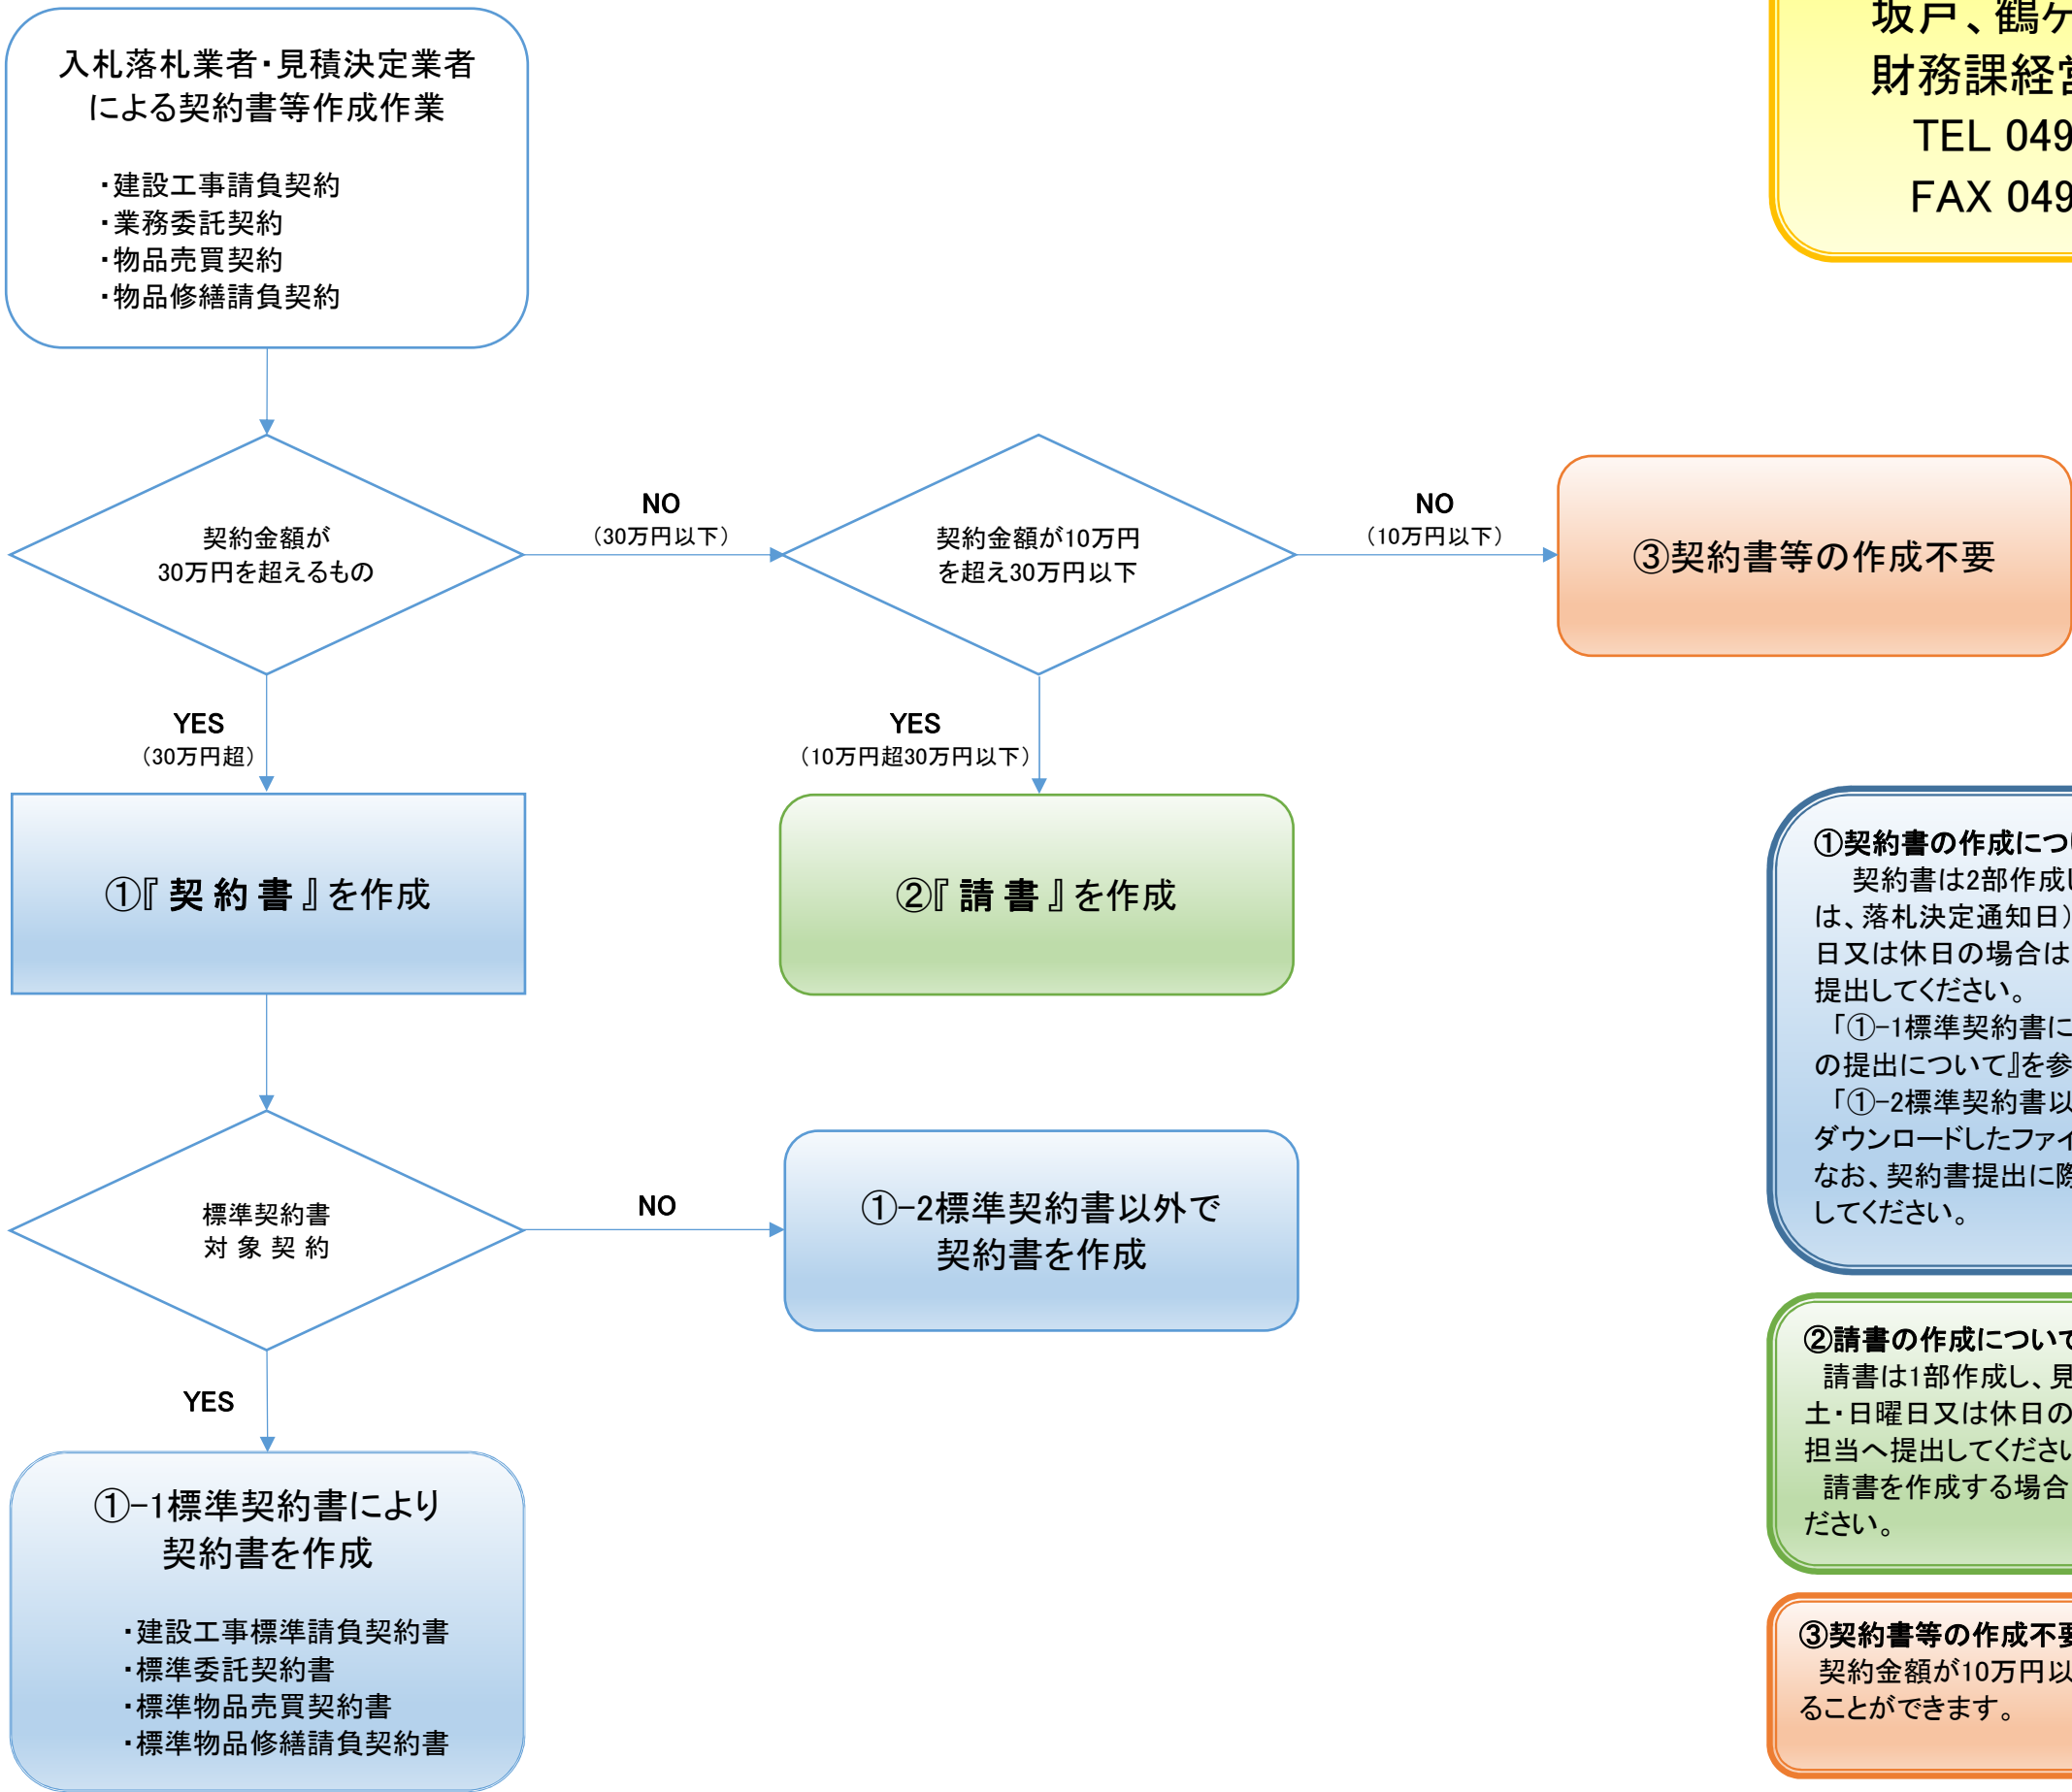 入札落札業者・見積決定業者
による契約書等作成作業
・建設工事請負契約
・業務委託契約
・物品売買契約
・物品修繕請負契約
坂戸、鶴ケ
財務課経営
TEL 049
FAX 049
契約金額が
30万円を超えるもの
NO
（30万円以下）
契約金額が10万円
を超え30万円以下
NO
（10万円以下）
③契約書等の作成不要
YES
（30万円超）
YES
（10万円超30万円以下）
①『 契 約 書 』を作成
②『 請 書 』を作成
標準契約書
対 象 契 約
NO
①-2標準契約書以外で
契約書を作成
YES
①-1標準契約書により
契約書を作成
・建設工事標準請負契約書
・標準委託契約書
・標準物品売買契約書
・標準物品修繕請負契約書
①契約書の作成につい
契約書は2部作成し
は、落札決定通知日）
日又は休日の場合は
提出してください。
「①-1標準契約書に
の提出について』を参
「①-2標準契約書以
ダウンロードしたファイ
なお、契約書提出に際
してください。
②請書の作成について
請書は1部作成し、見
土・日曜日又は休日の
担当へ提出してください
請書を作成する場合
ださい。
③契約書等の作成不要
契約金額が10万円以
ることができます。